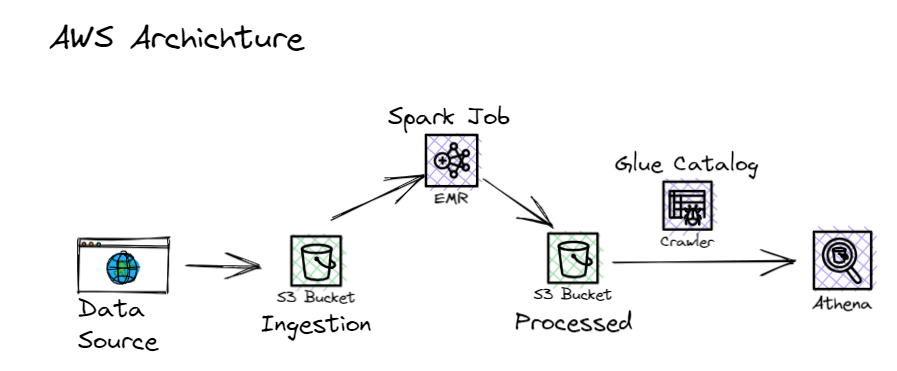 AWS Archichture
Spark Job
EMR
Glue Catalog
Crawler
Data
Source
S3 Bucket
Ingestion
S3 Bucket
Processed
Athena